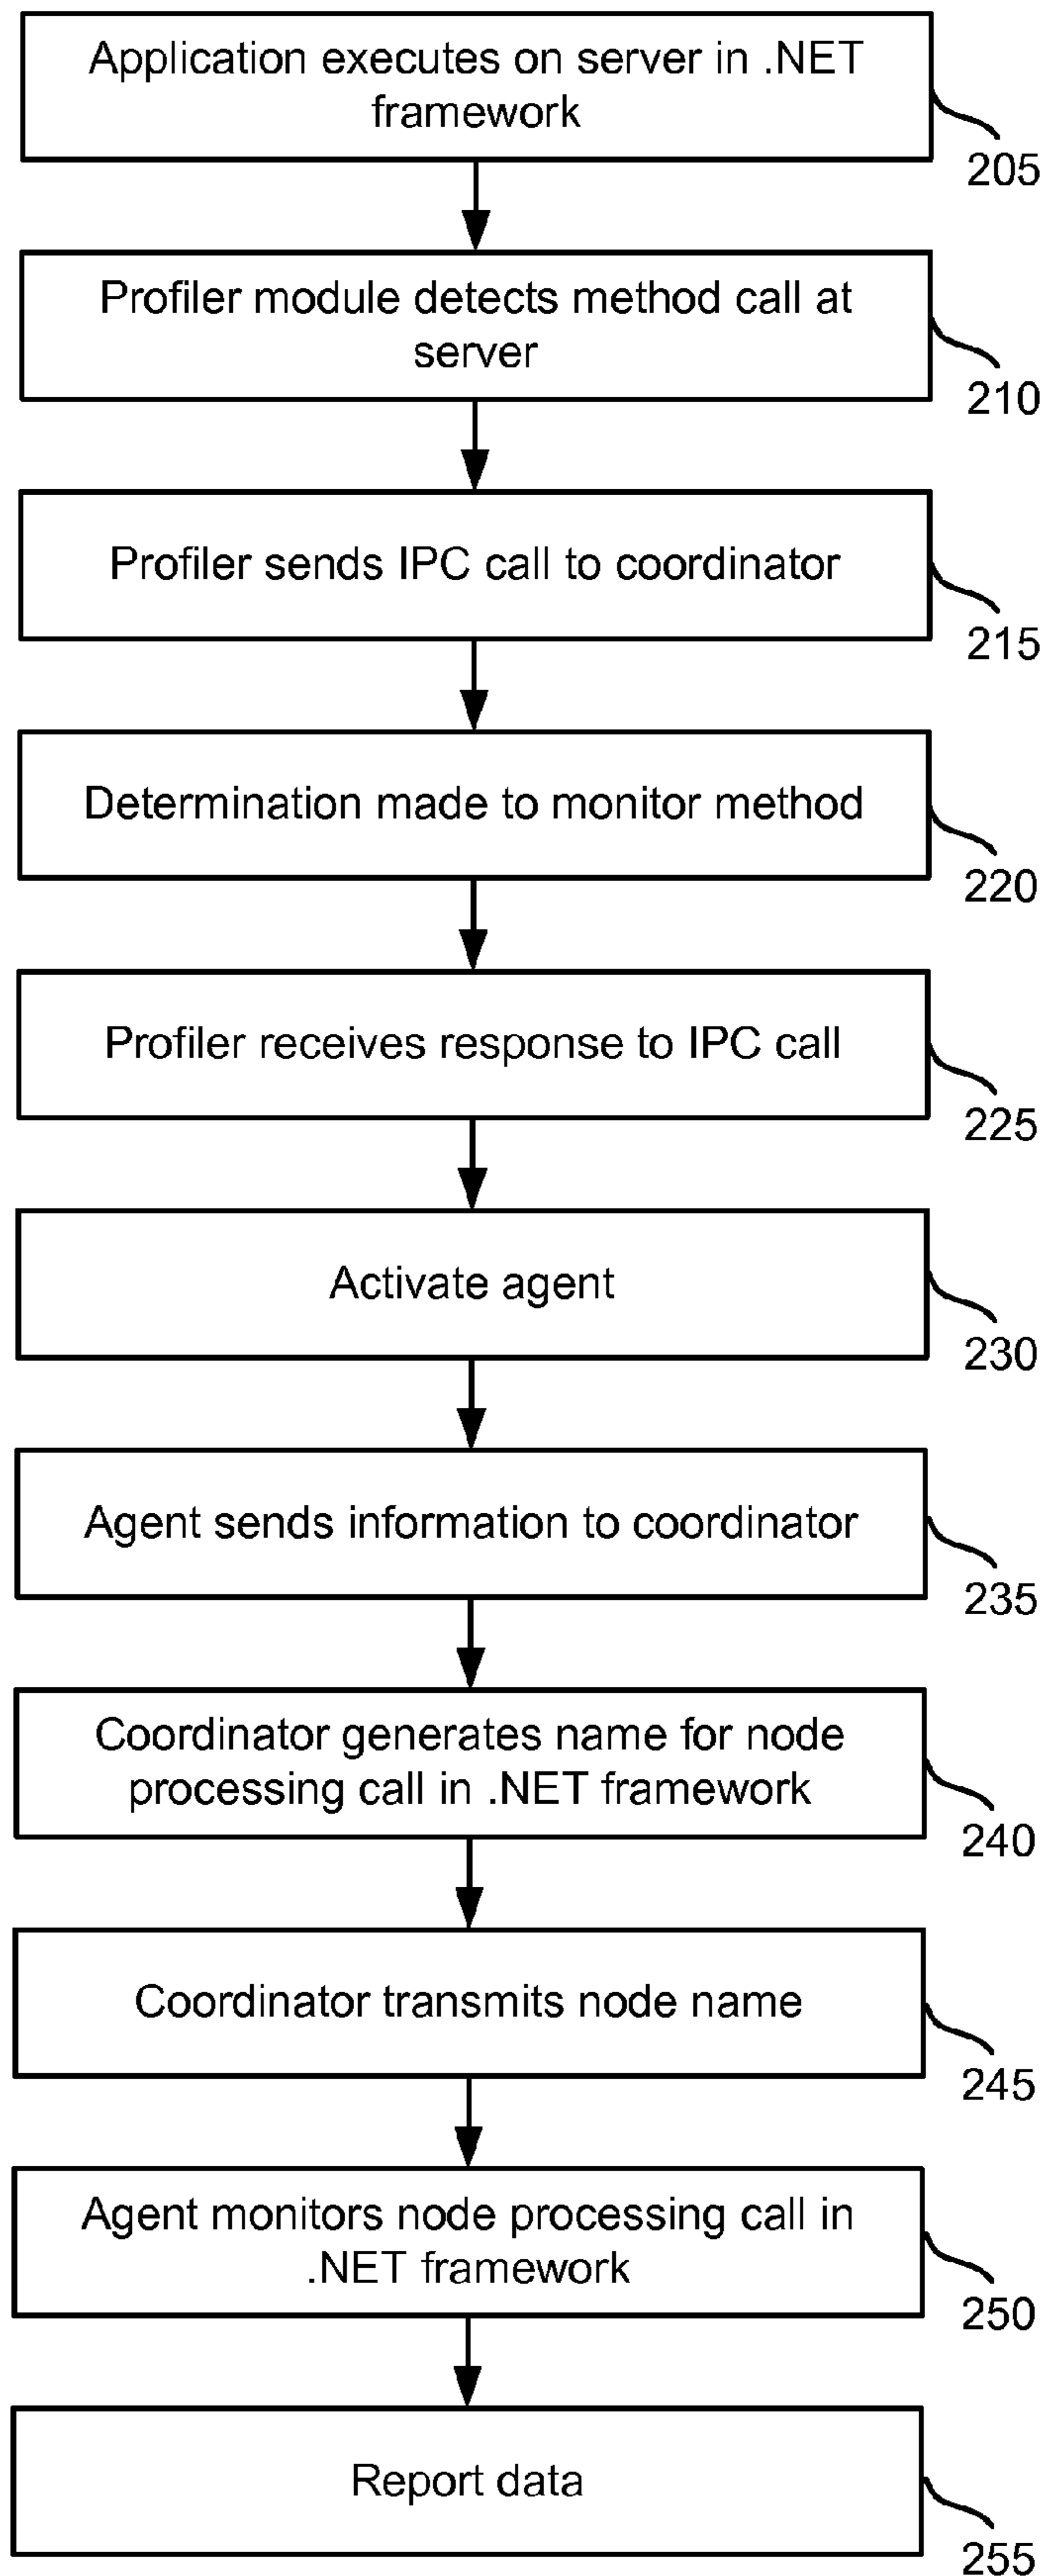 Application executes on server in .NET
framework
205
Profiler module detects method call at
server
210
Profiler sends IPC call to coordinator
215
Determination made to monitor method
220
Profiler receives response to IPC call
225
Activate agent
230
Agent sends information to coordinator
235
Coordinator generates name for node
processing call in .NET framework
240
Coordinator transmits node name
245
Agent monitors node processing call in
.NET framework
250
Report data
255